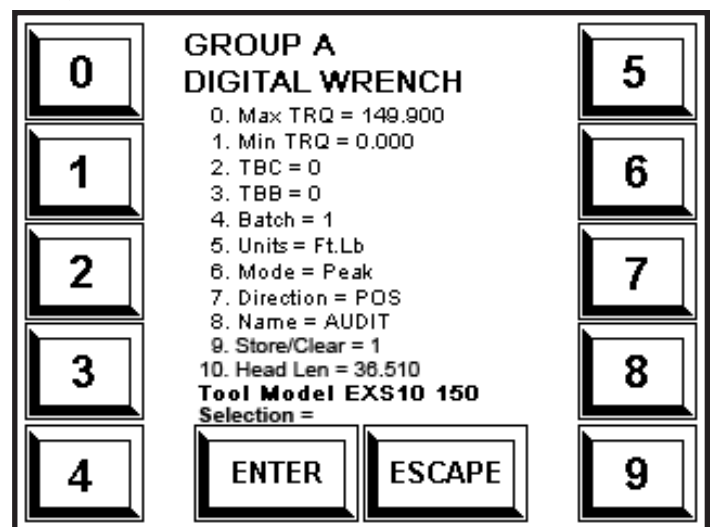 0
1
2
3
4
GROUP A
DIGITAL WRENCH
0. Max TRQ = 149.900
1. Min TRQ = 0.000
2. TBC = 0
3. TBB = 0
4. Batch = 1
5. Units = Ft.Lb
6. Mode = Peak
7. Direction = POS
8. Name = AUDIT
9. Store/Clear = 1
10. Head Len = 36.510
Tool Model EXS10 150
Selection =
ENTER
ESCAPE
5
6
7
8
9